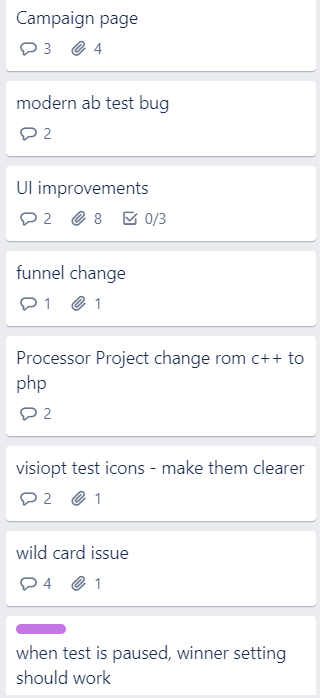 Campaign page
3 4
modern ab test bug
2
UI improvements
2 8 0/3
funnel change
1 1
Processor Project change rom c++ to
php
2
visiopt test icons - make them clearer
2 1
wild card issue
4 1
when test is paused, winner setting
should work